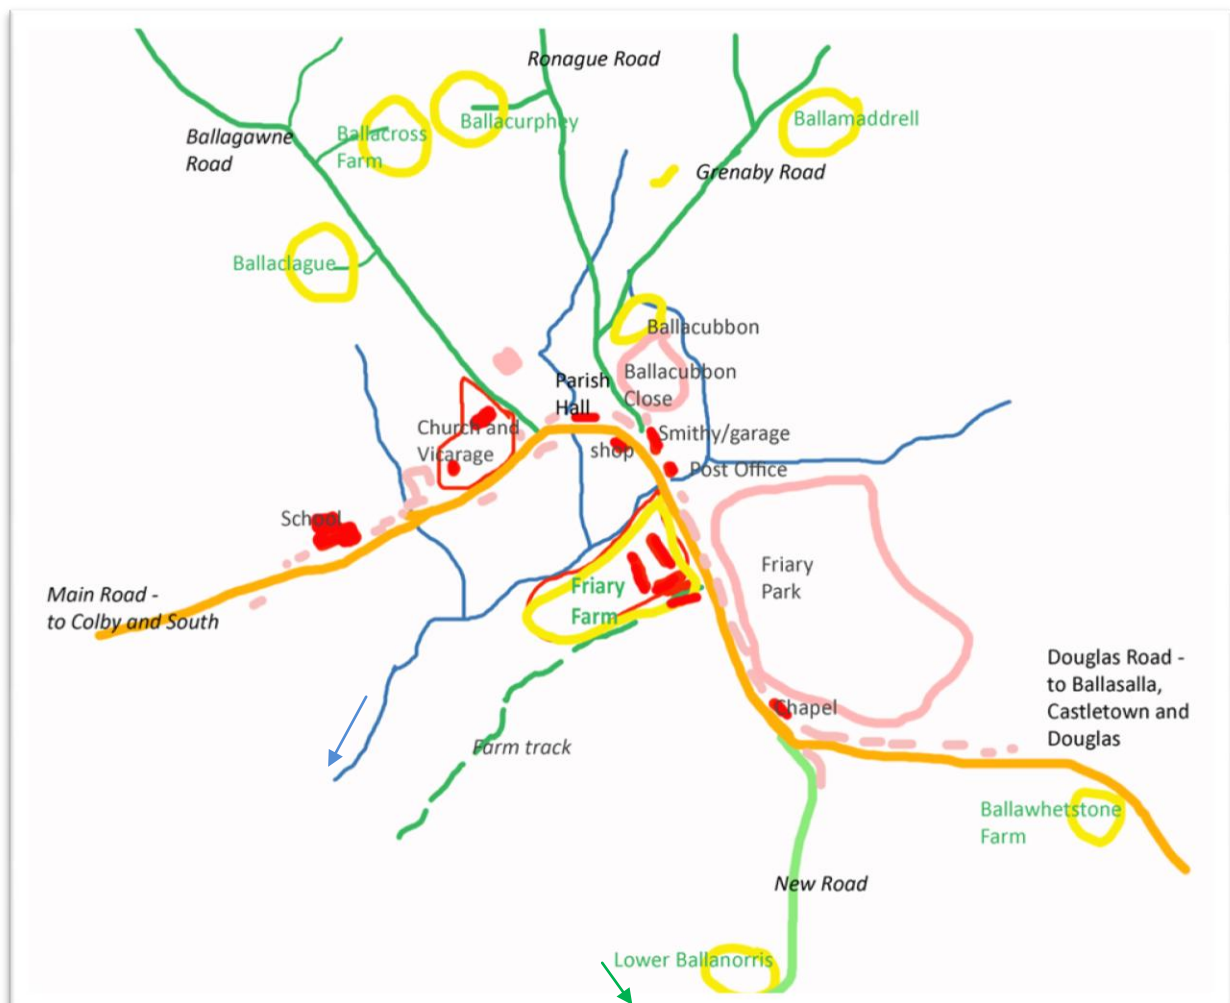 Ronague Road
Ballagawne
Road
Ballacross
Farm
Ballacurphey
Ballamaddrell
Grenaby Road
Ballaclague
Ballacubbon
Ballacubbon
Close
Parish
Hall
Church and
Vicarage
shop
Smithy/garage
Post Office
School
Friary
Park
Friary
Farm
Main Road -
to Colby and South
Chapel
Douglas Road -
to Ballasalla,
Castletown and
Douglas
Farm track
Ballawhetstone
Farm
New Road
Lower Ballanorris